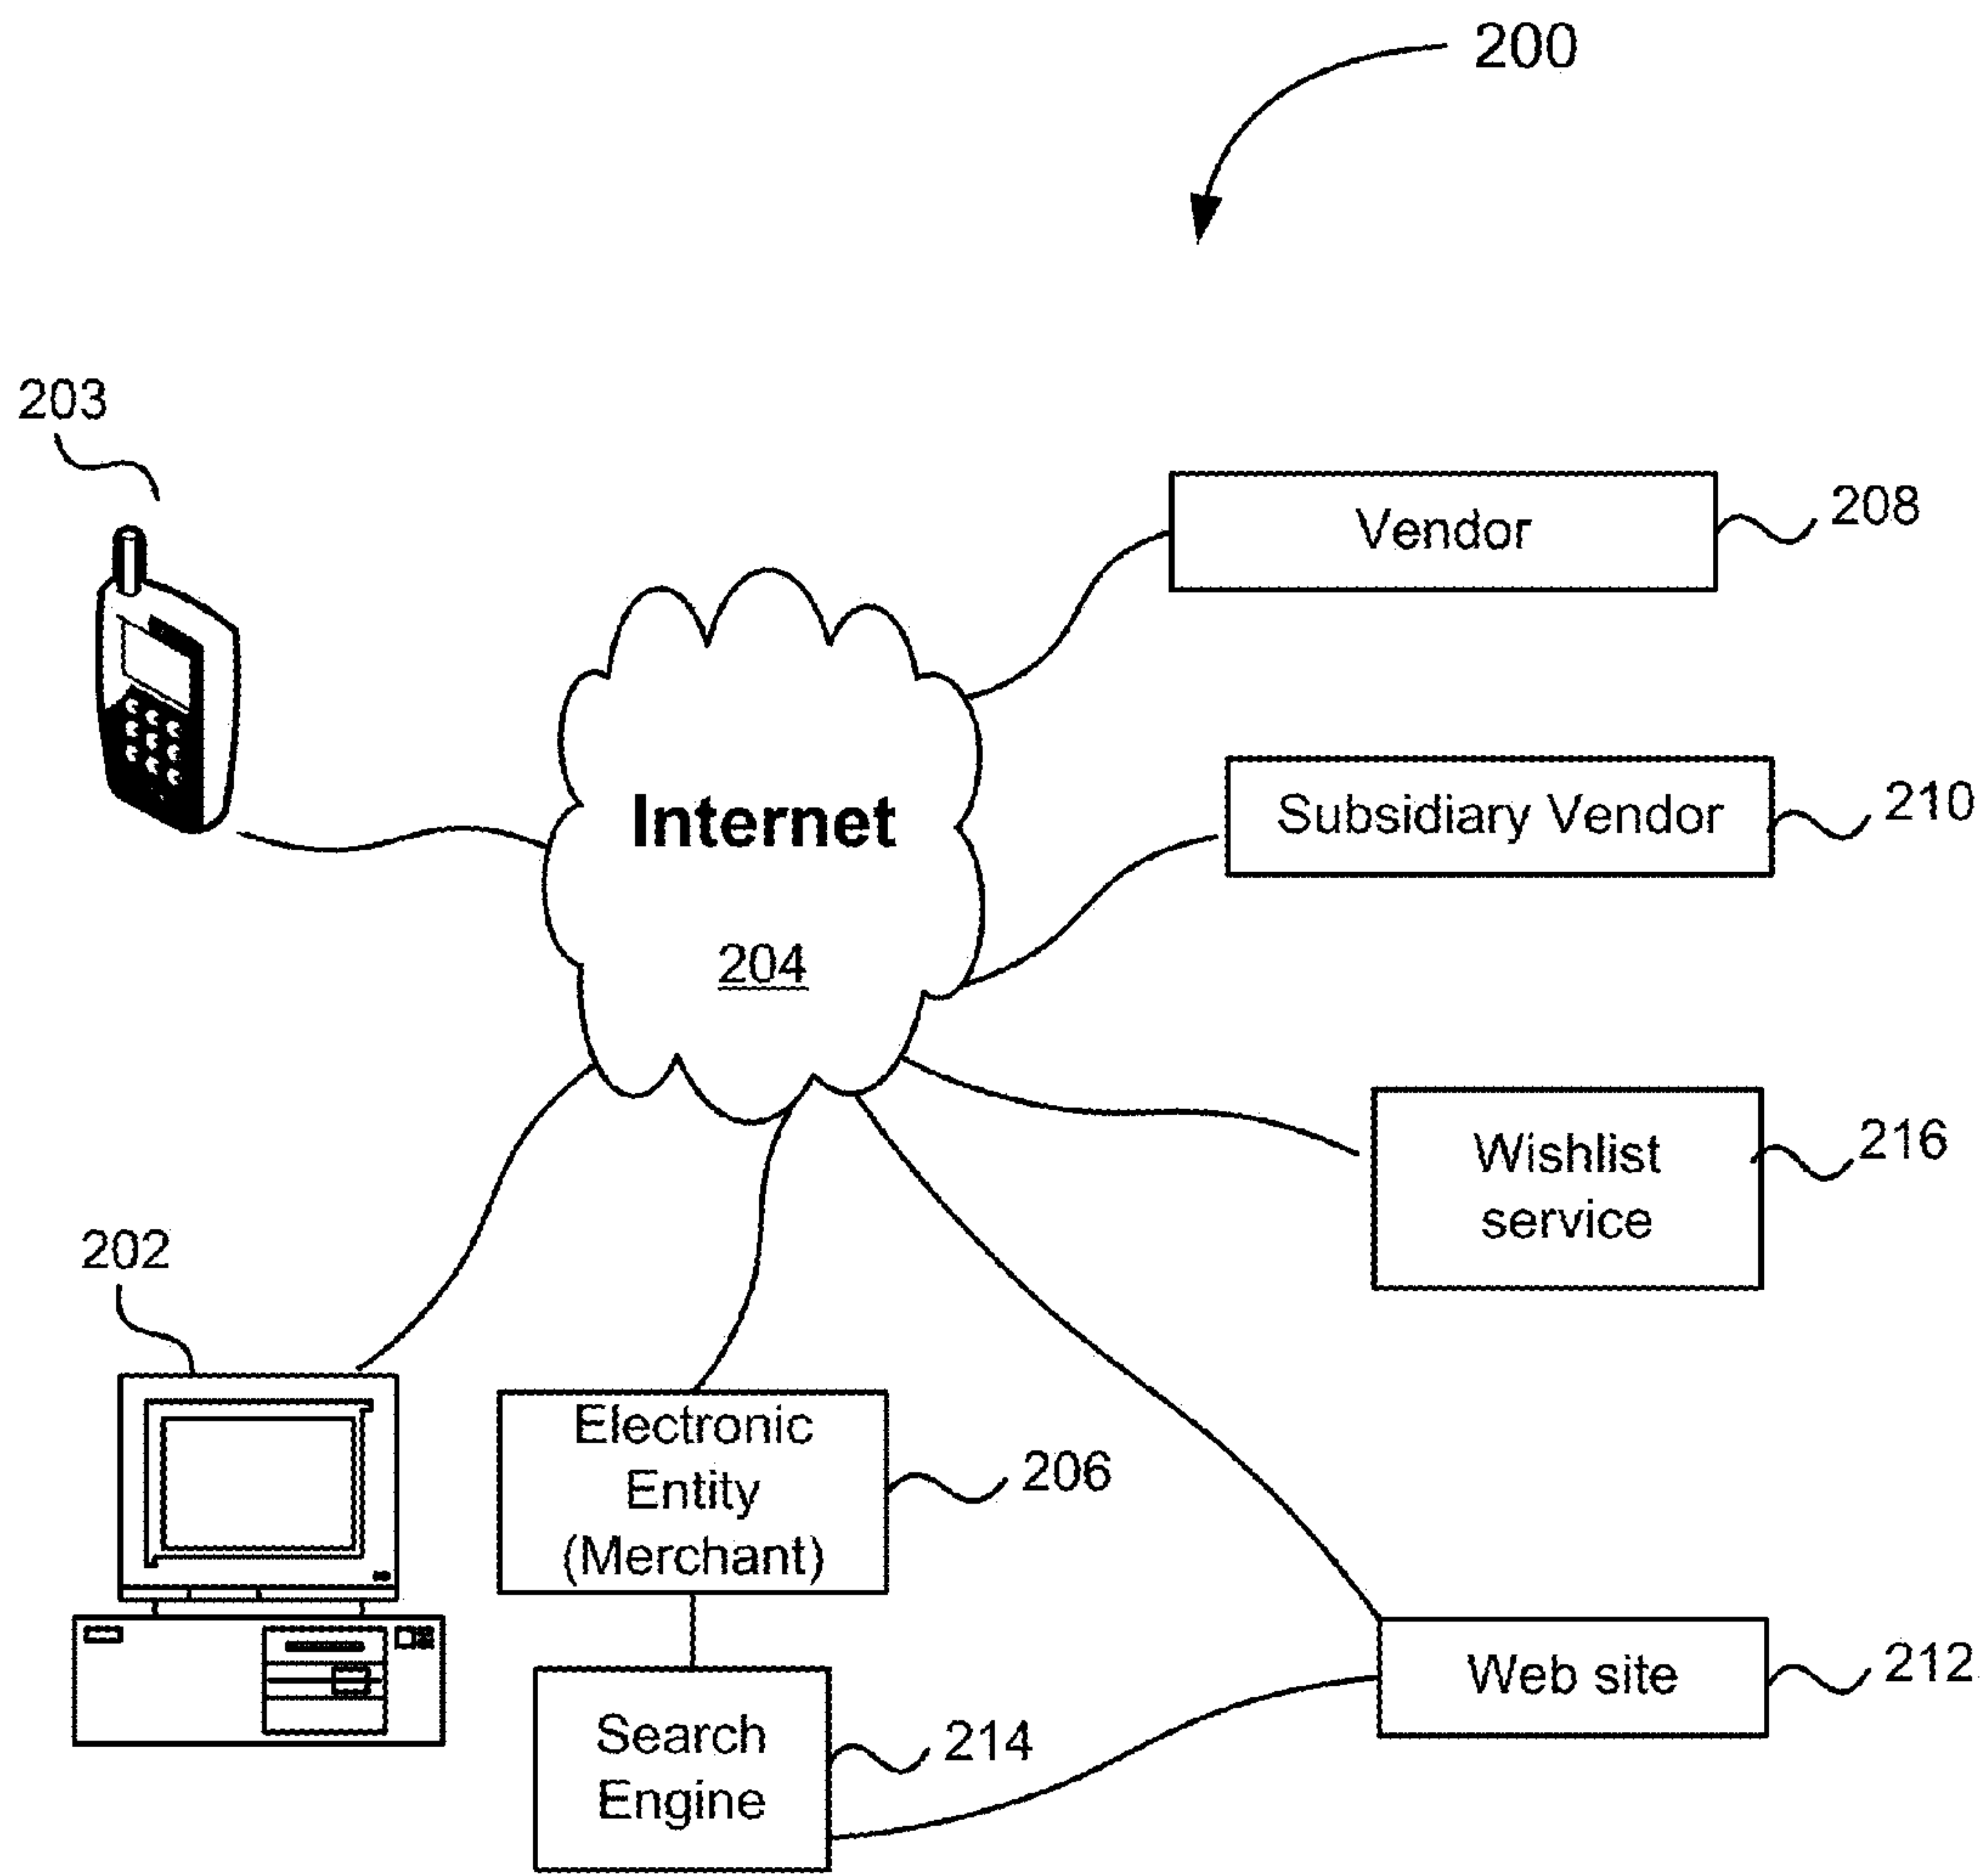 200
203
Vendor
208
Internet
204
Subsidiary Vendor
210
Wishlist
service
216
202
Electronic
Entity
(Merchant)
206
Web site
212
Search
Engine
214